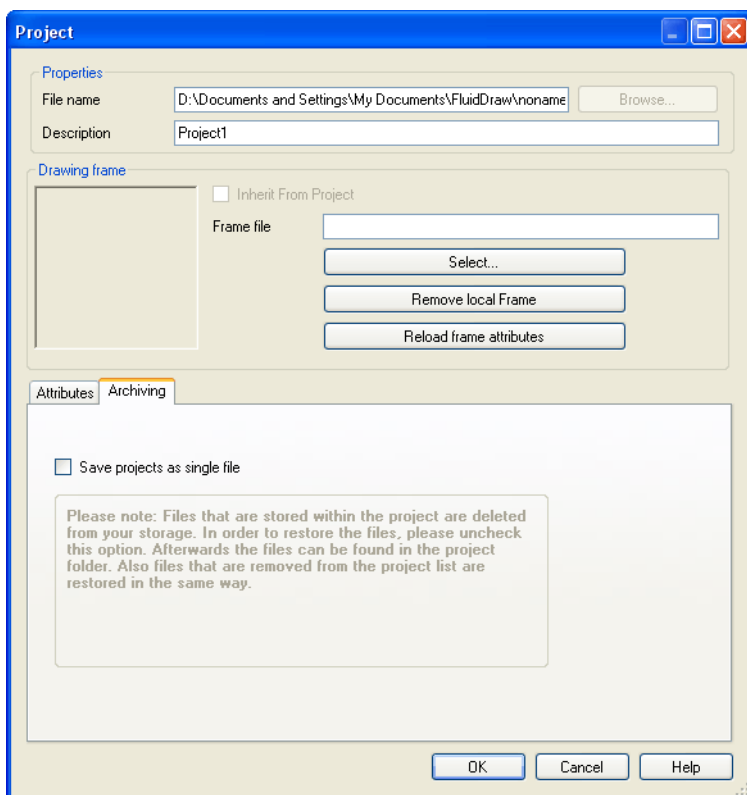 Project
Properties
File name D:\Documents and Settings\My Documents\FluidDraw\noname Browse...
Description Project1
Drawing frame
Inherit From Project
Frame file
Select...
Remove local Frame
Reload frame attributes
Attributes Archiving
Save projects as single file
Please note: Files that are stored within the project are deleted
from your storage. In order to restore the files, please uncheck
this option. Afterwards the files can be found in the project
folder. Also files that are removed from the project list are
restored in the same way.
OK Cancel Help